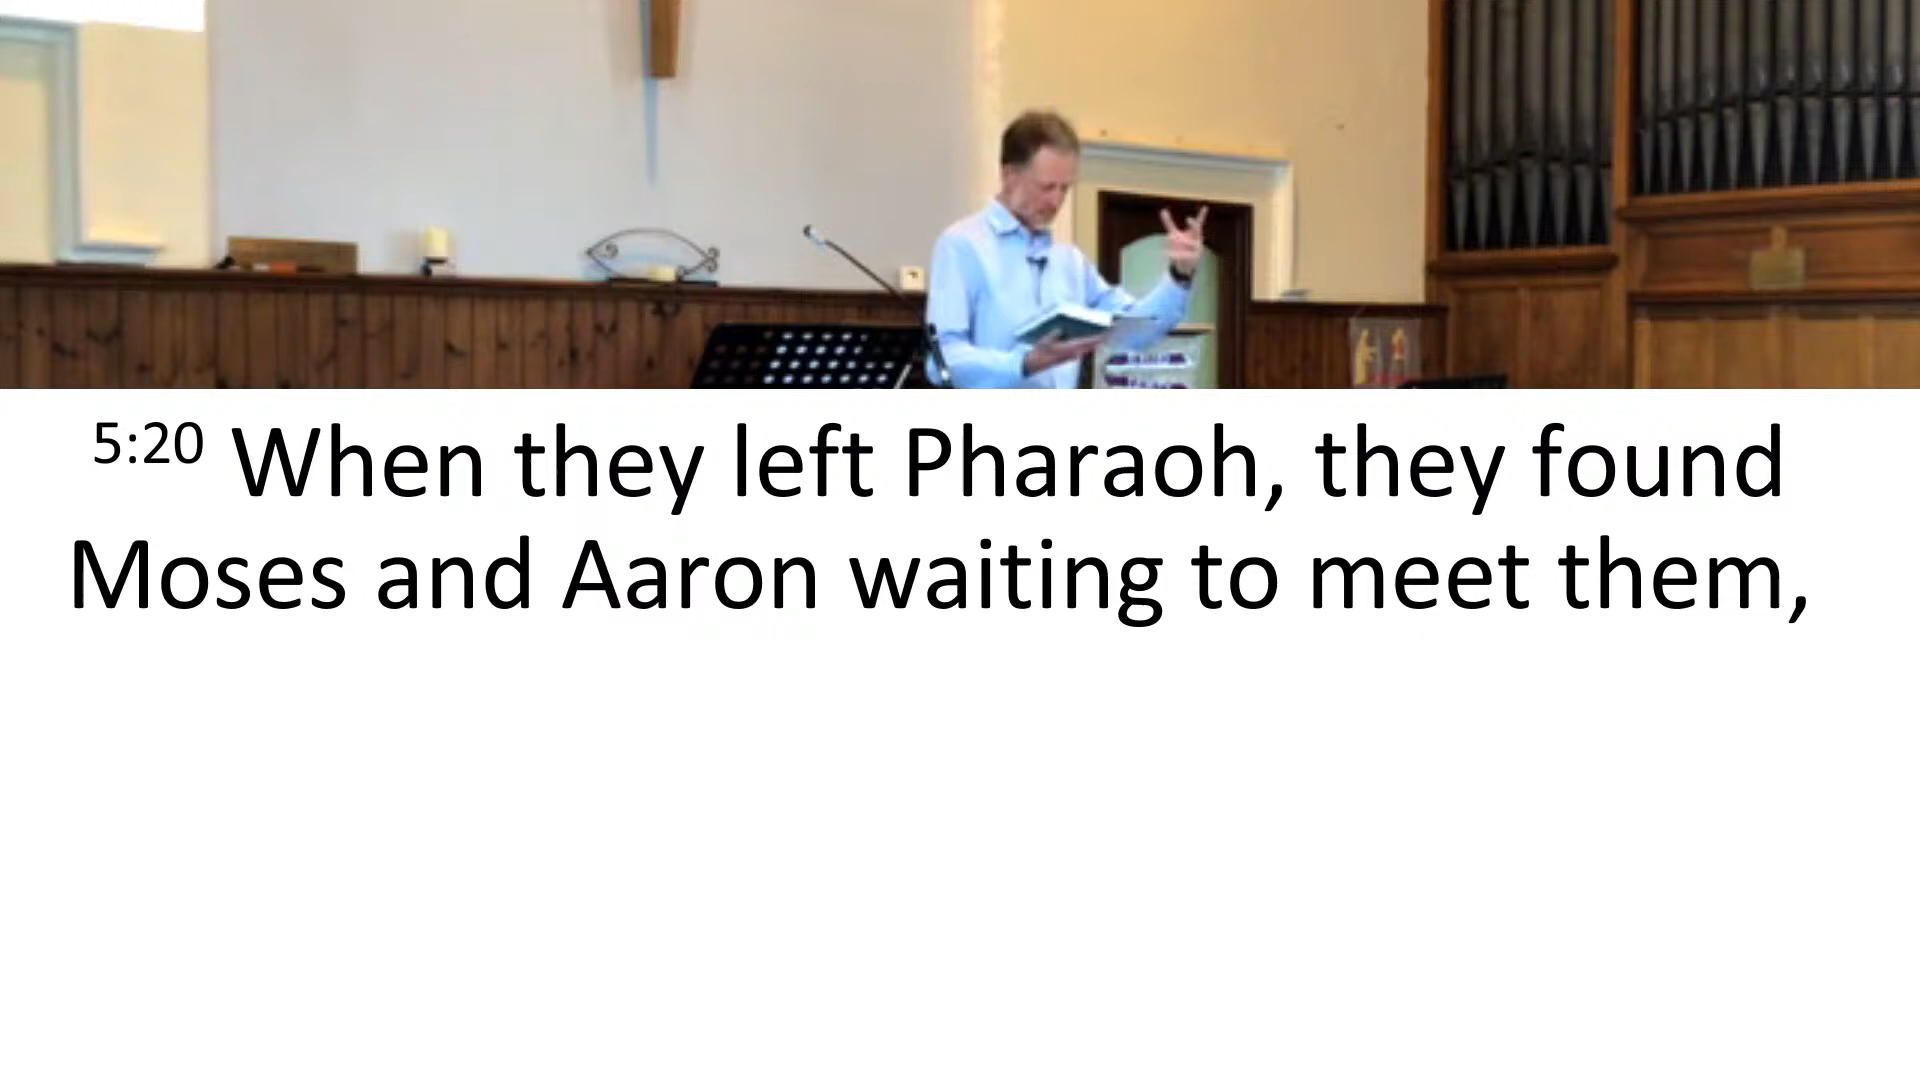 5:20 When they left Pharaoh, they found
Moses and Aaron waiting to meet them,